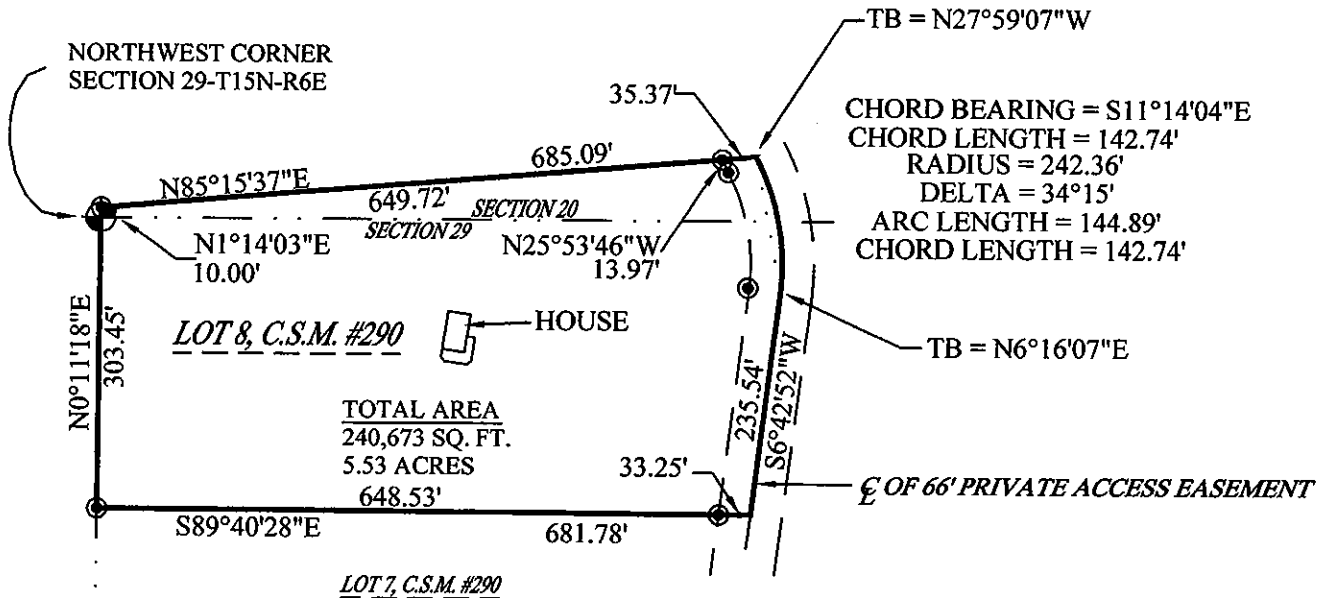 TB = N27°59'07"W
NORTHWEST CORNER
SECTION 29-T15N-R6E
35.37'
CHORD BEARING = S11°14'04"E
CHORD LENGTH = 142.74'
RADIUS = 242.36'
DELTA = 34°15'
ARC LENGTH = 144.89'
CHORD LENGTH = 142.74'
685.09'
N85°15'37"E
649.72'
SECTION 20
SECTION 29
N1°14'03"E
10.00'
N25°53'46"W
13.97'
N0°11'18"E
303.45'
LOT 8, C.S.M. #290
HOUSE
TB = N6°16'07"E
235.54'
S6°42'52"W
TOTAL AREA
240,673 SQ. FT.
5.53 ACRES
33.25'
℄ OF 66' PRIVATE ACCESS EASEMENT
648.53'
S89°40'28"E
681.78'
LOT 7, C.S.M. #290